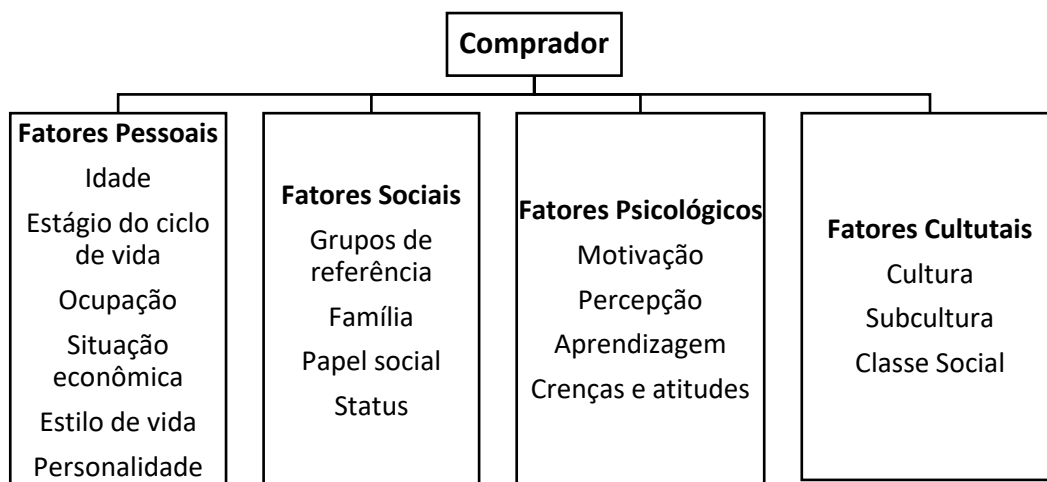 Comprador
Fatores Pessoais
Idade
Estágio do ciclo
de vida
Ocupação
Situação
econômica
Estilo de vida
Personalidade
Fatores Sociais
Grupos de
referência
Família
Papel social
Status
Fatores Psicológicos
Motivação
Percepção
Aprendizagem
Crenças e atitudes
Fatores Cultutais
Cultura
Subcultura
Classe Social